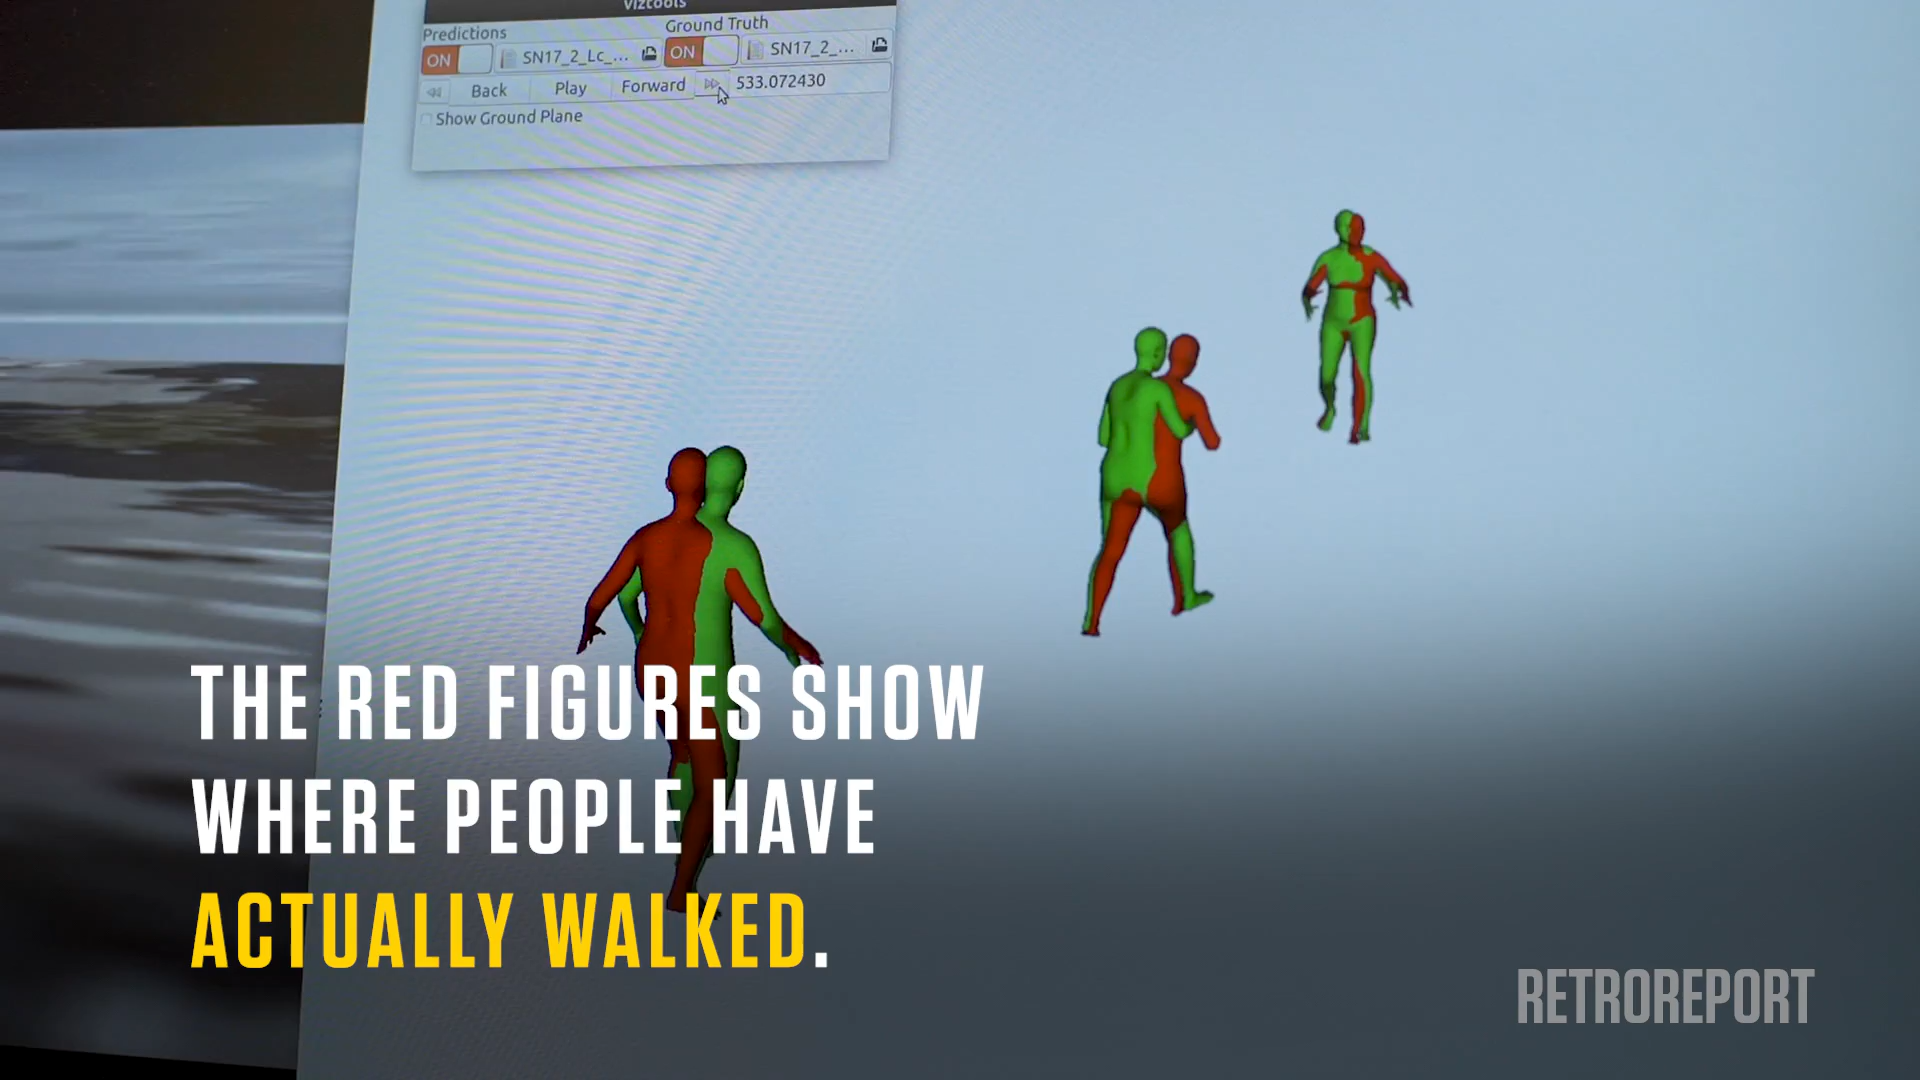 Viztools
Predictions
Ground Truth
ON
SN17_2_Lc_...
ON
SN17_2_...
Back
Play
Forward
533.072430
Show Ground Plane
THE RED FIGURES SHOW
WHERE PEOPLE HAVE
ACTUALLY WALKED.
RETROREPORT